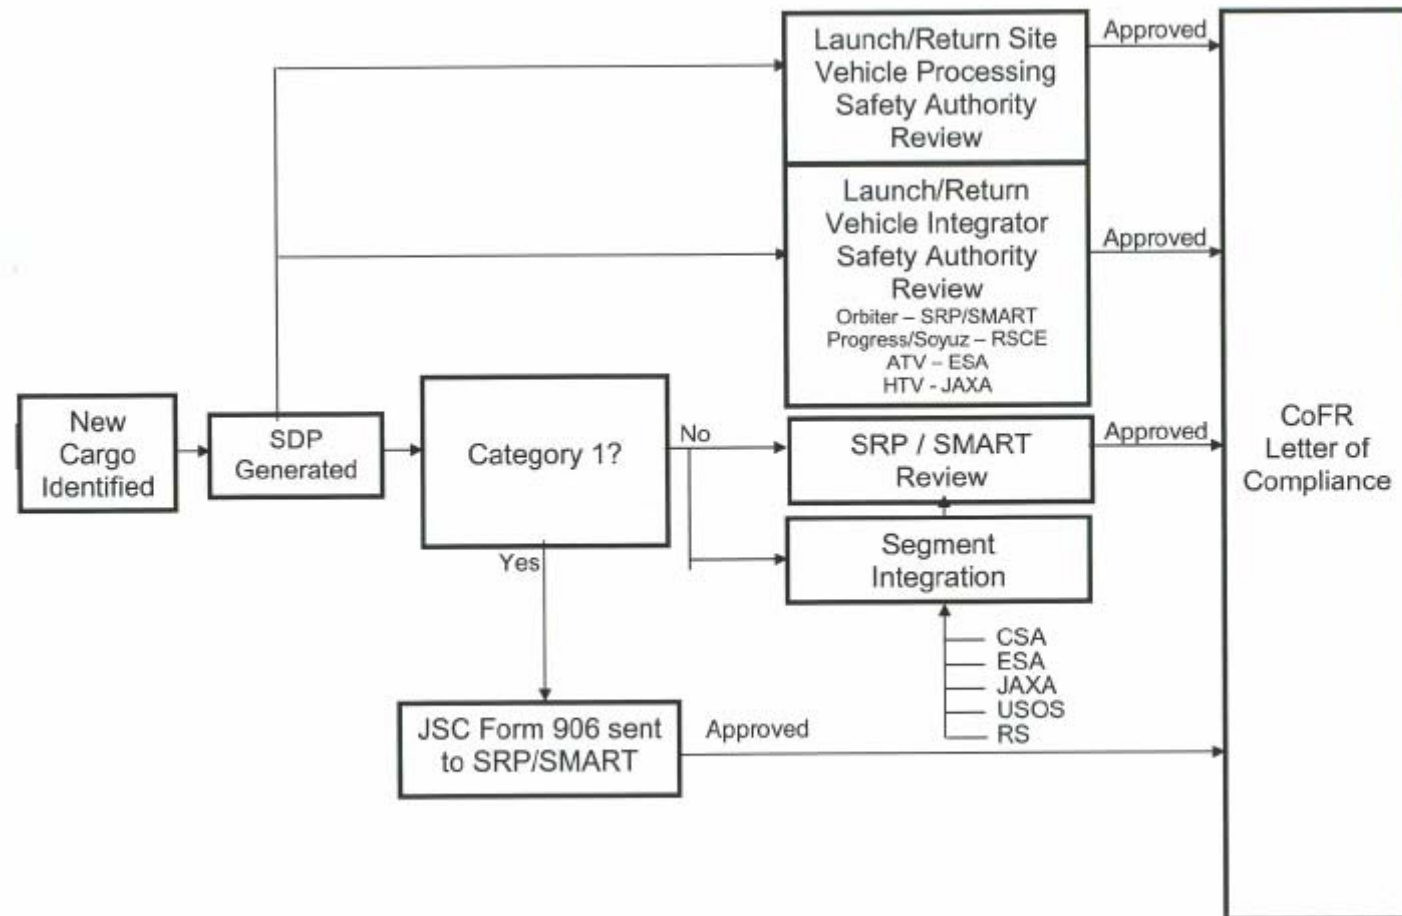 Launch/Return Site
Vehicle Processing
Safety Authority
Review
Approved
Launch/Return
Vehicle Integrator
Safety Authority
Review
Orbiter – SRP/SMART
Progress/Soyuz – RSCE
ATV – ESA
HTV - JAXA
Approved
New
Cargo
Identified
SDP
Generated
Category 1?
No
Yes
SRP / SMART
Review
Approved
Segment
Integration
CSA
ESA
JAXA
USOS
RS
JSC Form 906 sent
to SRP/SMART
Approved
CoFR
Letter of
Compliance